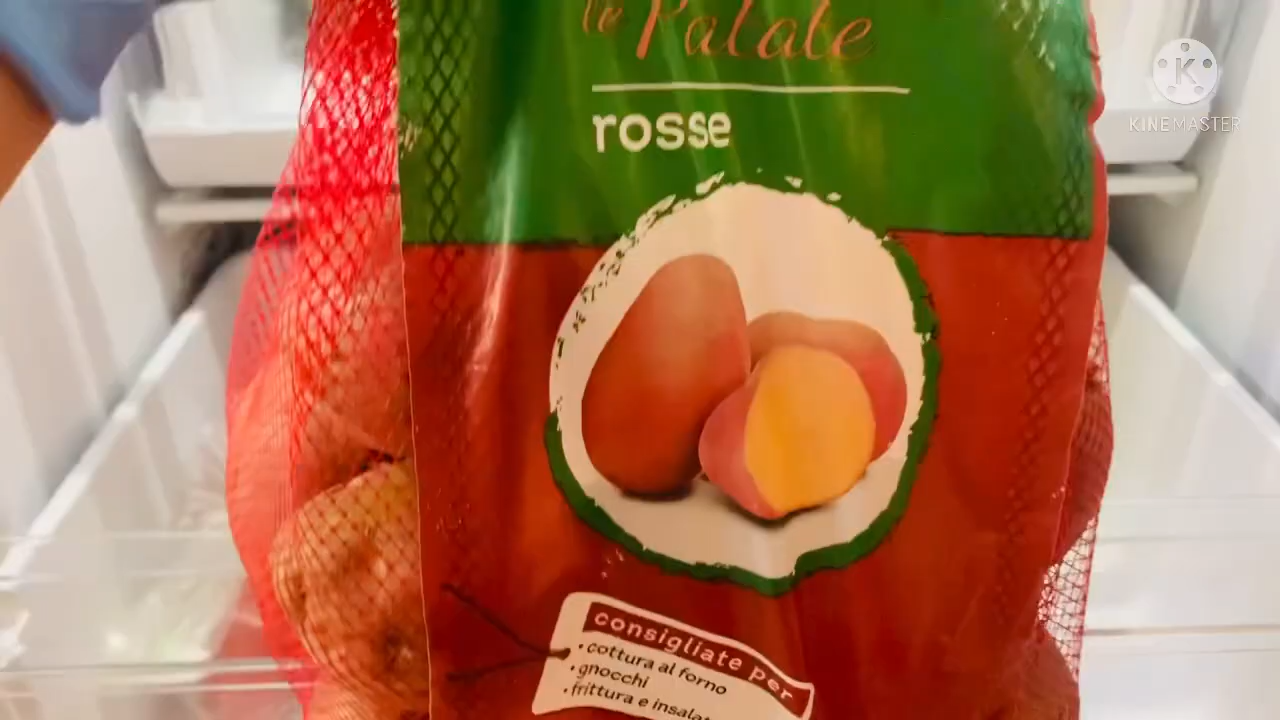 le Patate
rosse
K
KINEMASTER
consigliate per
• cottura al forno
• gnocchi
• frittura e insalat